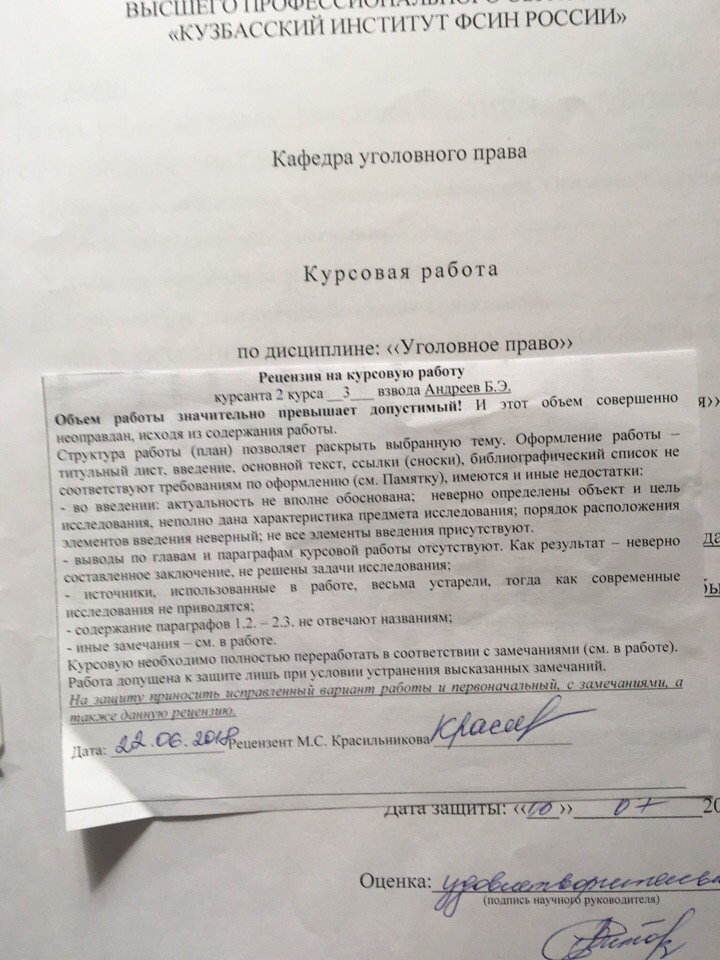 ВЫСШЕГО ПРОФЕССИОНАЛЬНОГО
«КУЗБАССКИЙ ИНСТИТУТ ФСИН РОССИИ»
Кафедра уголовного права
Курсовая работа
по дисциплине: ‹‹Уголовное право››
Рецензия на курсовую работу
курсанта 2 курса __3___ взвода Андреев Б.Э.
Объем работы значительно превышает допустимый! И этот объем совершенно
неоправдан, исходя из содержания работы.
Структура работы (план) позволяет раскрыть выбранную тему. Оформление работы –
титульный лист, введение, основной текст, ссылки (сноски), библиографический список не
соответствуют требованиям по оформлению (см. Памятку), имеются и иные недостатки:
- во введении: актуальность не вполне обоснована; неверно определены объект и цель
исследования, неполно дана характеристика предмета исследования; порядок расположения
элементов введения неверный; не все элементы введения присутствуют.
- выводы по главам и параграфам курсовой работы отсутствуют. Как результат – неверно
составленное заключение, не решены задачи исследования;
- источники, использованные в работе, весьма устарели, тогда как современные
исследования не приводятся;
- содержание параграфов 1.2. – 2.3. не отвечают названиям;
- иные замечания – см. в работе.
Курсовую необходимо полностью переработать в соответствии с замечаниями (см. в работе).
Работа допущена к защите лишь при условии устранения высказанных замечаний.
На защиту приносить исправленный вариант работы и первоначальный, с замечаниями, а
также данную рецензию.
Дата: 22.06.2018 Рецензент М.С. Красильникова
я››
да
бы
Дата защиты: ‹‹10››  07  20
Оценка: удовлетворительн
(подпись научного руководителя)